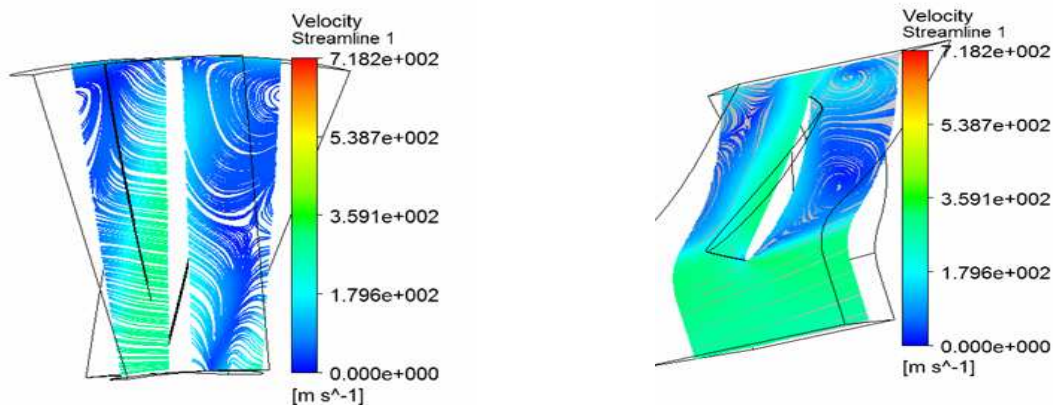 Velocity
Streamline 1
7.182e+002
5.387e+002
3.591e+002
1.796e+002
0.000e+000
[m s^-1]
Velocity
Streamline 1
7.182e+002
5.387e+002
3.591e+002
1.796e+002
0.000e+000
[m s^-1]